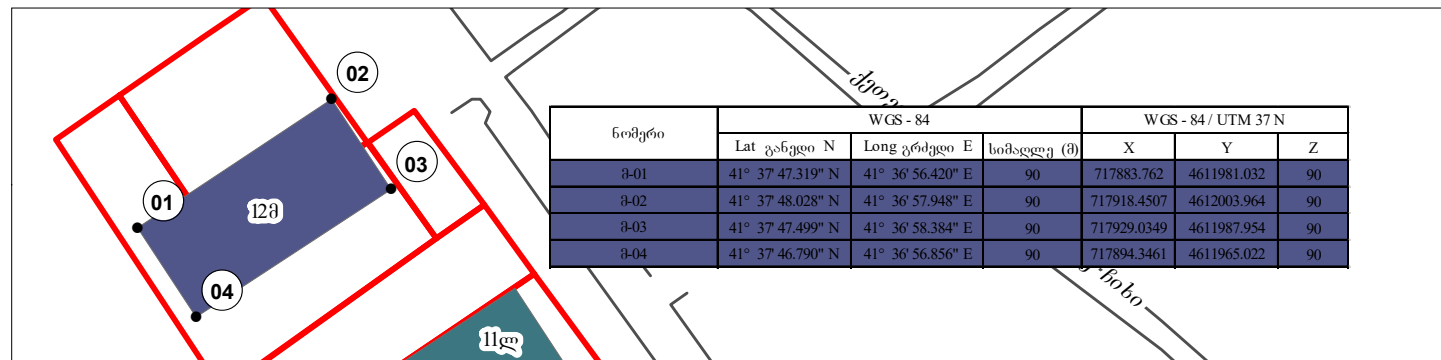 02
03
01
04
12მ
11ლ
ნომერი WGS - 84 WGS - 84 / UTM 37 N
Lat განედი N Long გრძედი E სიმაღლე (მ) X Y Z
მ-01 41° 37' 47.319" N 41° 36' 56.420" E 90 717883.762 4611981.032 90
მ-02 41° 37' 48.028" N 41° 36' 57.948" E 90 717918.4507 4612003.964 90
მ-03 41° 37' 47.499" N 41° 36' 58.384" E 90 717929.0349 4611987.954 90
მ-04 41° 37' 46.790" N 41° 36' 56.856" E 90 717894.3461 4611965.022 90